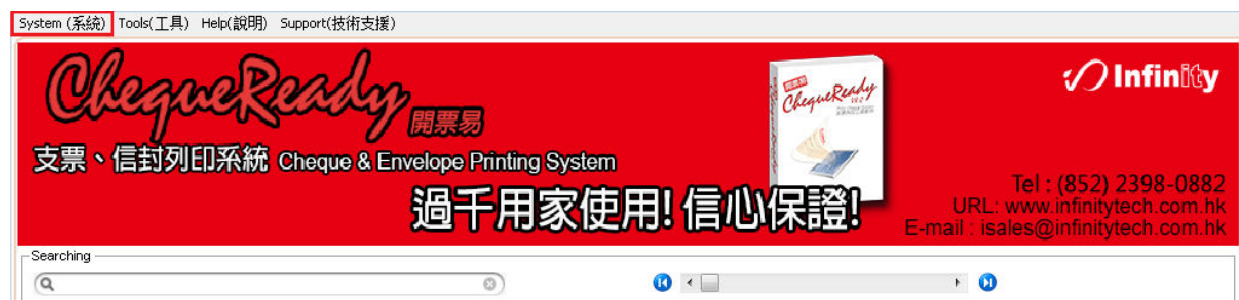 System (系統) Tools(工具) Help(說明) Support(技術支援)
ChequeReady 開票易
Infinity
支票、信封列印系統 Cheque & Envelope Printing System
過千用家使用! 信心保證!
Tel : (852) 2398-0882
URL: www.infinitytech.com.hk
E-mail : isales@infinitytech.com.hk
開票易
ChequeReady
Searching